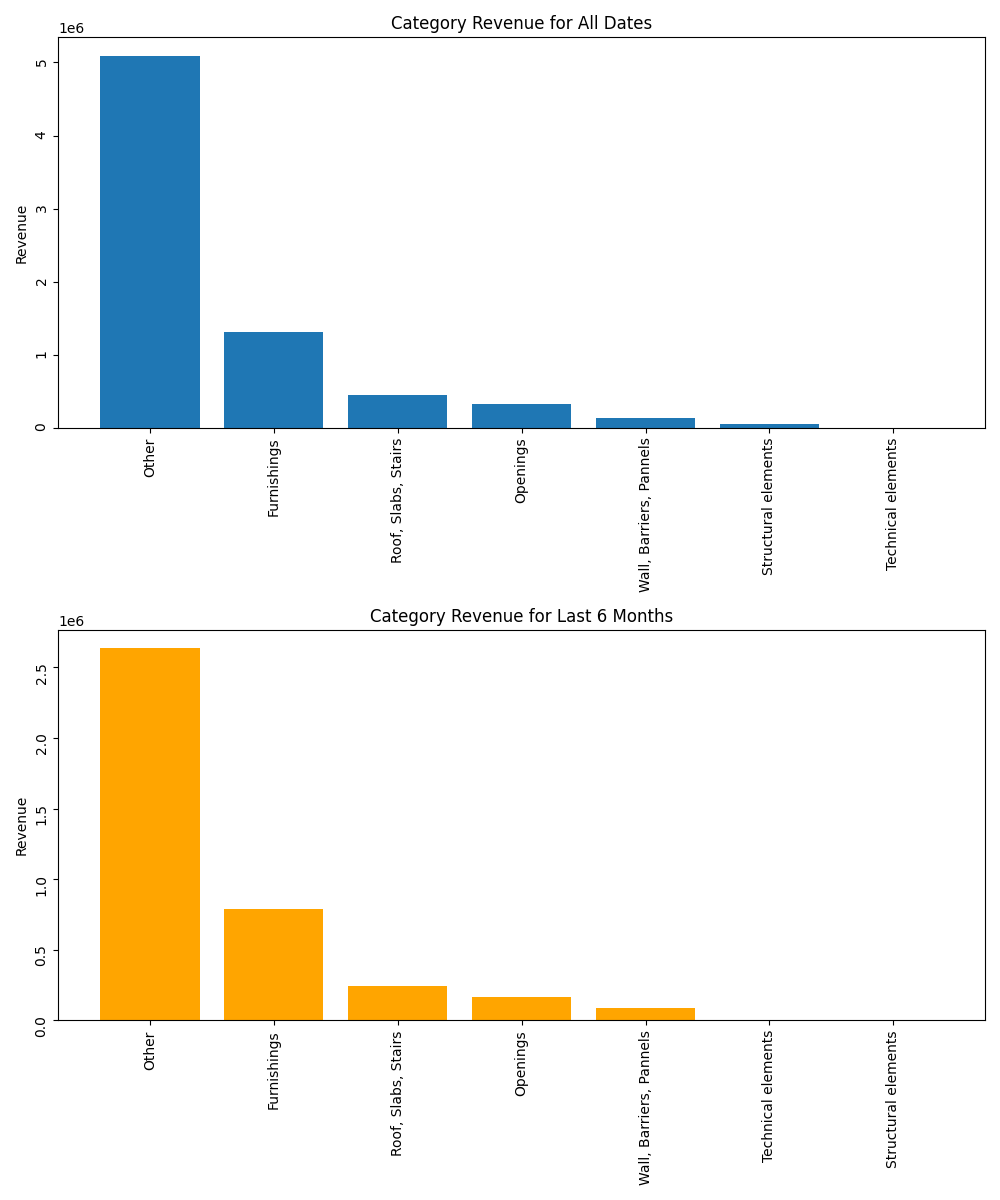 Category Revenue for All Dates
1e6
5
4
3
2
1
0
Revenue
Other
Furnishings
Roof, Slabs, Stairs
Openings
Wall, Barriers, Pannels
Structural elements
Technical elements
Category Revenue for Last 6 Months
1e6
2.5
2.0
1.5
1.0
0.5
0.0
Revenue
Other
Furnishings
Roof, Slabs, Stairs
Openings
Wall, Barriers, Pannels
Technical elements
Structural elements